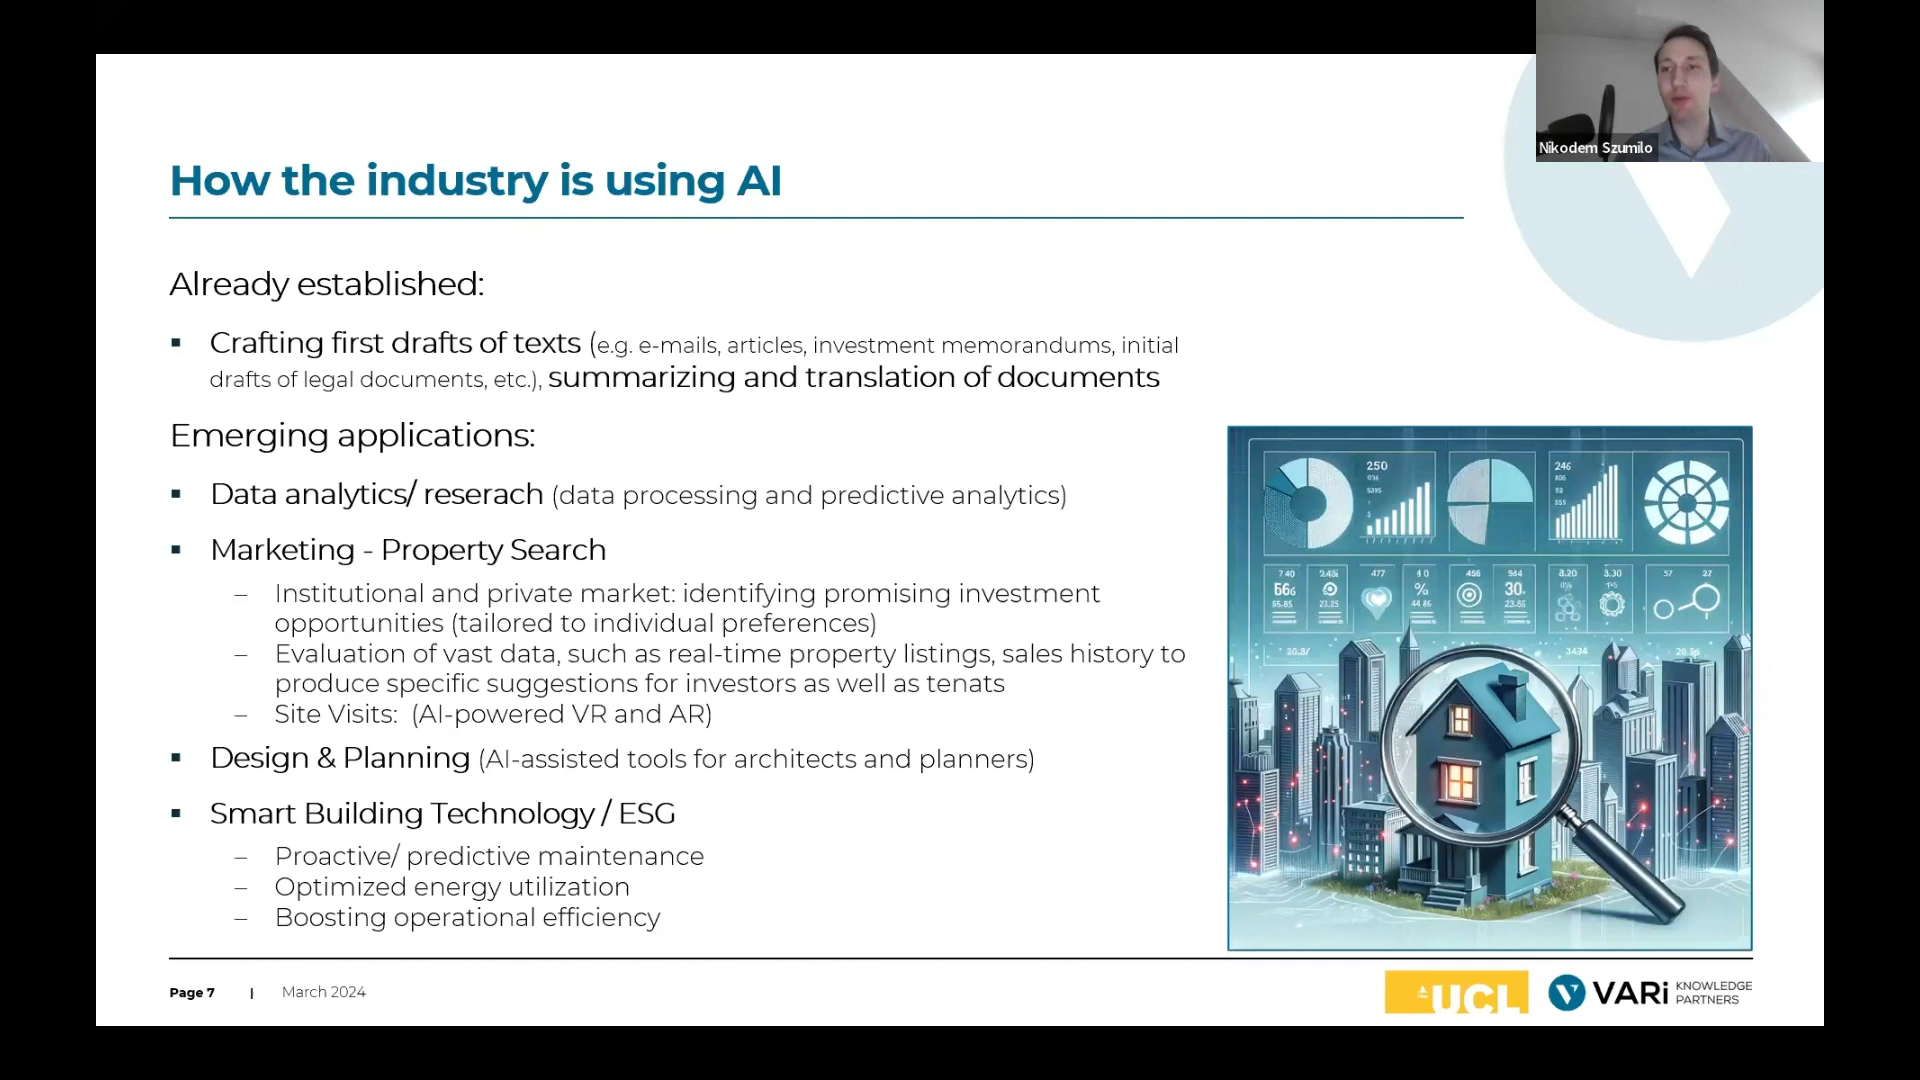 Nikodem Szumilo
How the industry is using AI
Already established:
▪ Crafting first drafts of texts (e.g. e-mails, articles, investment memorandums, initial
drafts of legal documents, etc.), summarizing and translation of documents
Emerging applications:
▪ Data analytics/ reserach (data processing and predictive analytics)
▪ Marketing - Property Search
– Institutional and private market: identifying promising investment
opportunities (tailored to individual preferences)
– Evaluation of vast data, such as real-time property listings, sales history to
produce specific suggestions for investors as well as tenats
– Site Visits: (AI-powered VR and AR)
▪ Design & Planning (AI-assisted tools for architects and planners)
▪ Smart Building Technology / ESG
– Proactive/ predictive maintenance
– Optimized energy utilization
– Boosting operational efficiency
250
246
477
%
30
Page 7 | March 2024
UCL
VARi KNOWLEDGE
PARTNERS